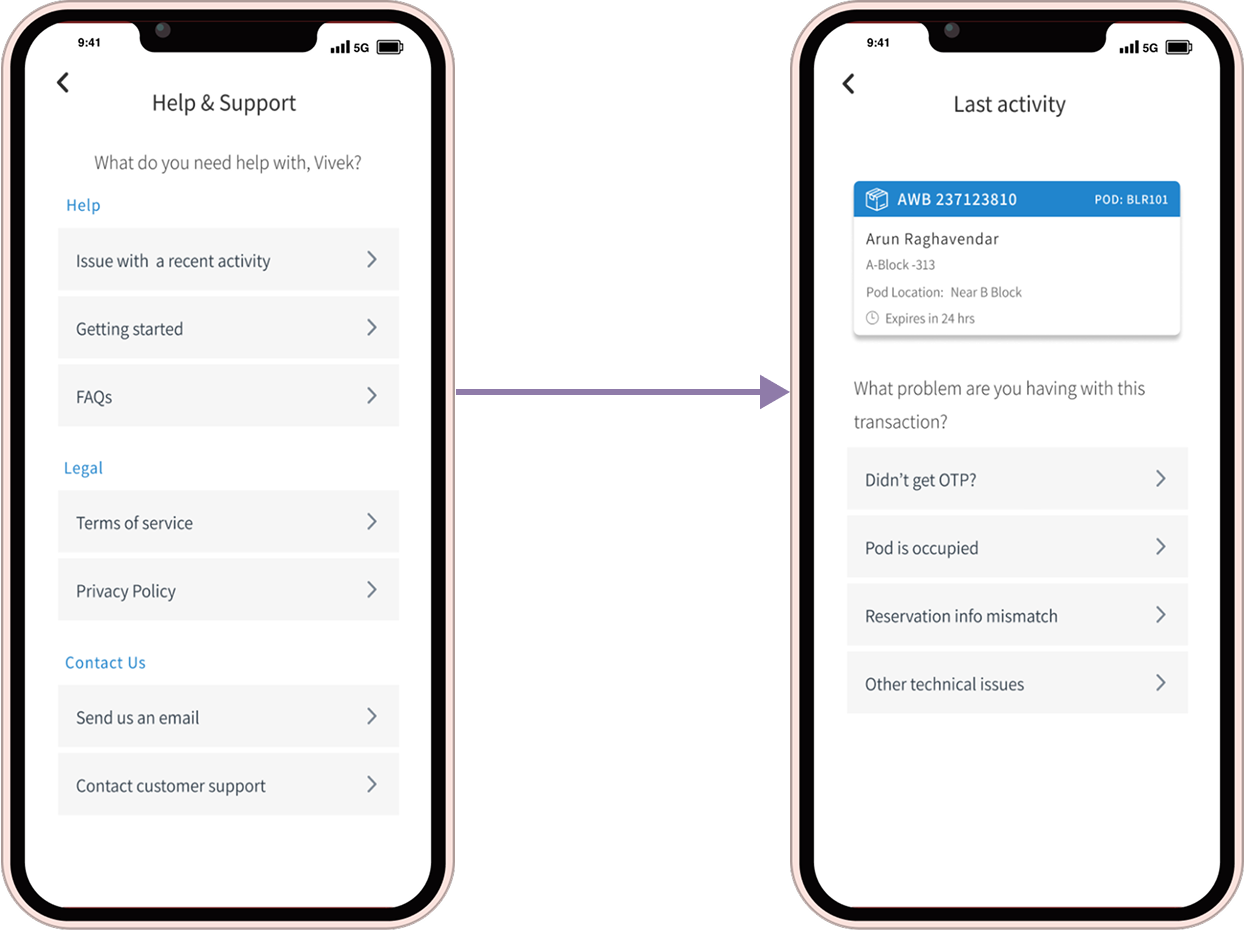 9:41
5G
Help & Support
What do you need help with, Vivek?
Help
Issue with a recent activity
Getting started
FAQs
Legal
Terms of service
Privacy Policy
Contact Us
Send us an email
Contact customer support
9:41
5G
Last activity
AWB 237123810
POD: BLR101
Arun Raghavendar
A-Block -313
Pod Location: Near B Block
Expires in 24 hrs
What problem are you having with this
transaction?
Didn't get OTP?
Pod is occupied
Reservation info mismatch
Other technical issues